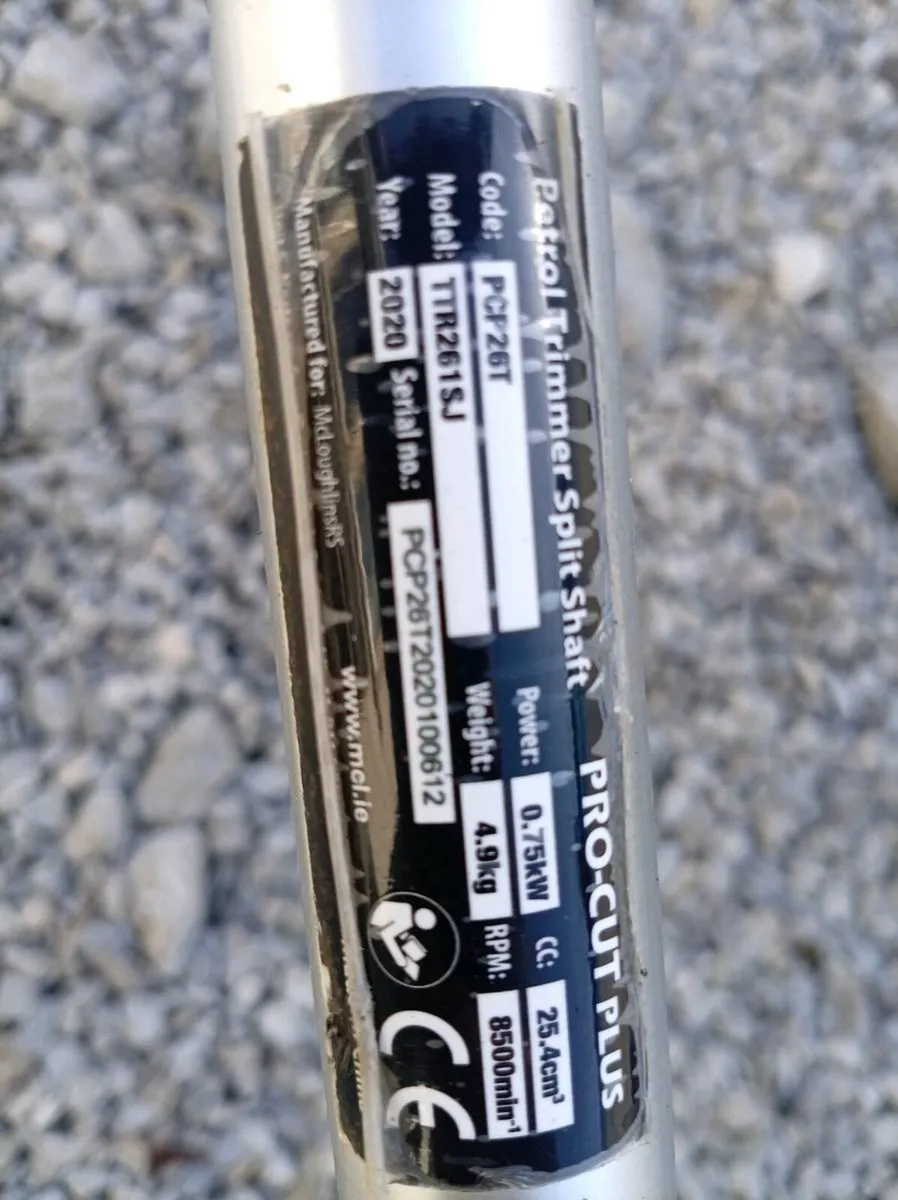 Petrol Trimmer Split Shaft PRO-CUT PLUS
Code: PCP26T Power: 0.75kW CC: 25.4cm³
Model: TTR261SJ Weight: 4.9kg RPM: 8500min⁻¹
Year: 2020 Serial no.: PCP26T2020100612
Manufactured for: McLoughlinsRS www.mcl.ie
CE